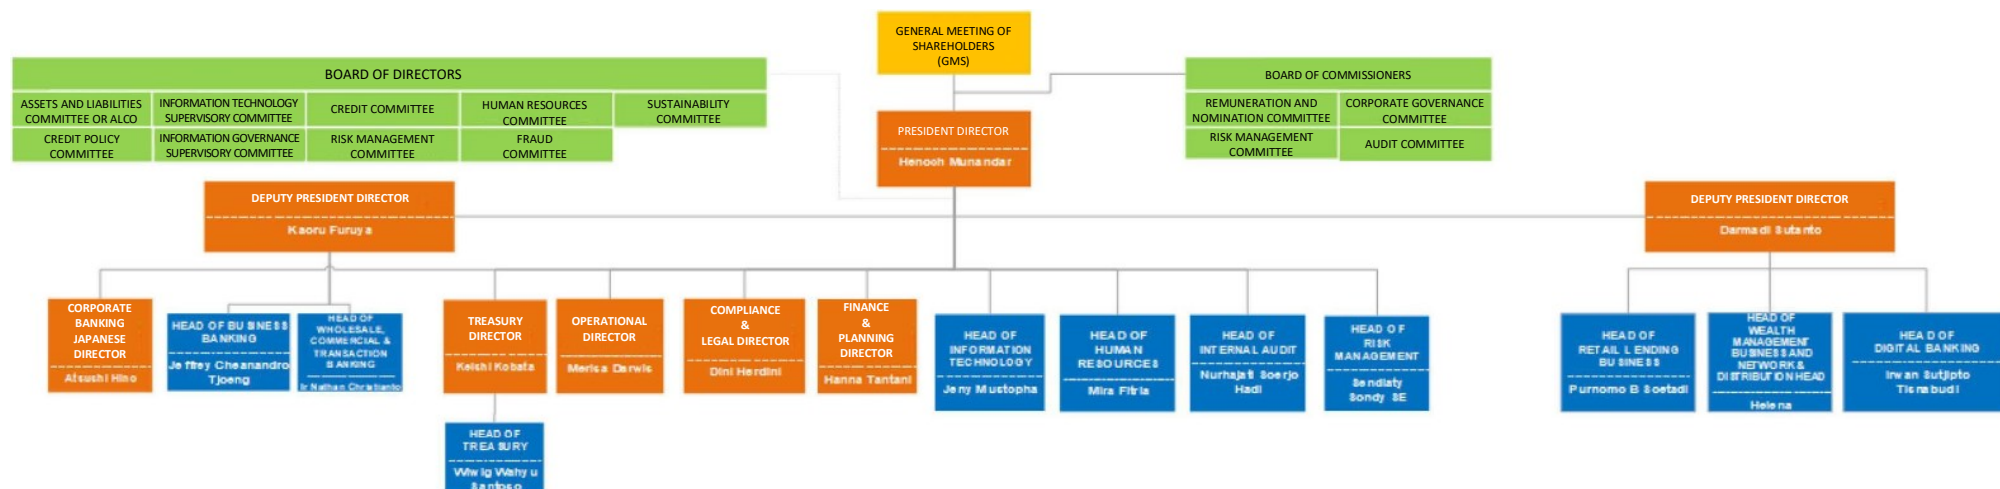 GENERAL MEETING OF
SHAREHOLDERS
(GMS)
BOARD OF DIRECTORS
ASSETS AND LIABILITIES
COMMITTEE OR ALCO
INFORMATION TECHNOLOGY
SUPERVISORY COMMITTEE
CREDIT COMMITTEE
HUMAN RESOURCES
COMMITTEE
SUSTAINABILITY
COMMITTEE
CREDIT POLICY
COMMITTEE
INFORMATION GOVERNANCE
SUPERVISORY COMMITTEE
RISK MANAGEMENT
COMMITTEE
FRAUD
COMMITTEE
BOARD OF COMMISSIONERS
REMUNERATION AND
NOMINATION COMMITTEE
CORPORATE GOVERNANCE
COMMITTEE
RISK MANAGEMENT
COMMITTEE
AUDIT COMMITTEE
PRESIDENT DIRECTOR
Henoch Munandar
DEPUTY PRESIDENT DIRECTOR
Kaoru Furuya
DEPUTY PRESIDENT DIRECTOR
Darmadi Sutanto
CORPORATE
BANKING
JAPANESE
DIRECTOR
Atsushi Hino
HEAD OF BUSINESS
BANKING
Jeffrey Cheanandro
Tjoeng
HEAD OF
WHOLESALE,
COMMERCIAL &
TRANSACTION
BANKING
Ir Nathan Christianto
TREASURY
DIRECTOR
Keishi Kobata
OPERATIONAL
DIRECTOR
Merisa Darwis
COMPLIANCE
&
LEGAL DIRECTOR
Dini Herdini
FINANCE
&
PLANNING
DIRECTOR
Hanna Tantani
HEAD OF
INFORMATION
TECHNOLOGY
Jeny Mustopha
HEAD OF
HUMAN
RESOURCES
Mira Fitria
HEAD OF
INTERNAL AUDIT
Nurhajati Soerjo
Hadi
HEAD OF
RISK
MANAGEMENT
Sendiaty
Sondy SE
HEAD OF
RETAIL LENDING
BUSINESS
Purnomo B Soetadi
HEAD OF
WEALTH
MANAGEMENT
BUSINESS AND
NETWORK &
DISTRIBUTION HEAD
Helena
HEAD OF
DIGITAL BANKING
Irwan Sutjipto
Tisnabudi
HEAD OF
TREASURY
Wiwig Wahyu
Santoso